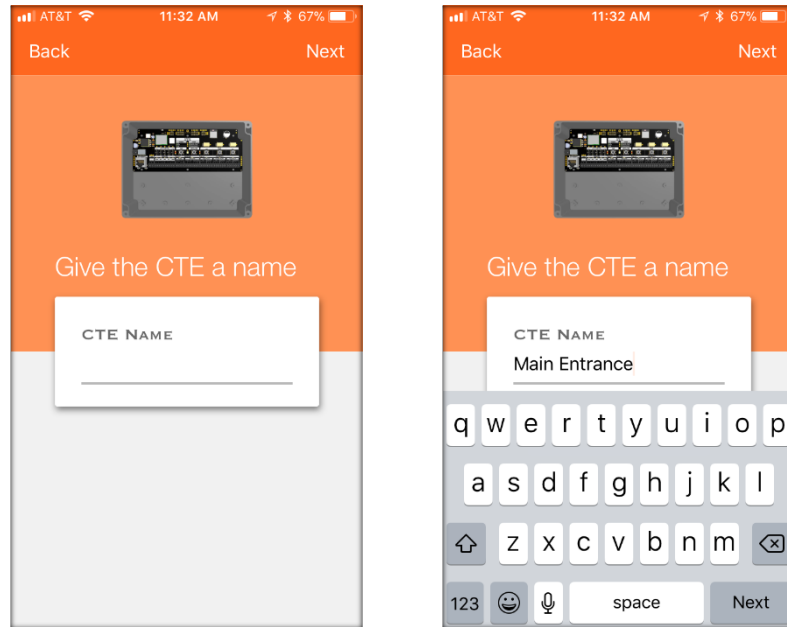 AT&T 11:32 AM 67%
Back Next
Give the CTE a name
CTE NAME
AT&T 11:32 AM 67%
Back Next
Give the CTE a name
CTE NAME
Main Entrance
q w e r t y u i o p
a s d f g h j k l
z x c v b n m
123 space Next